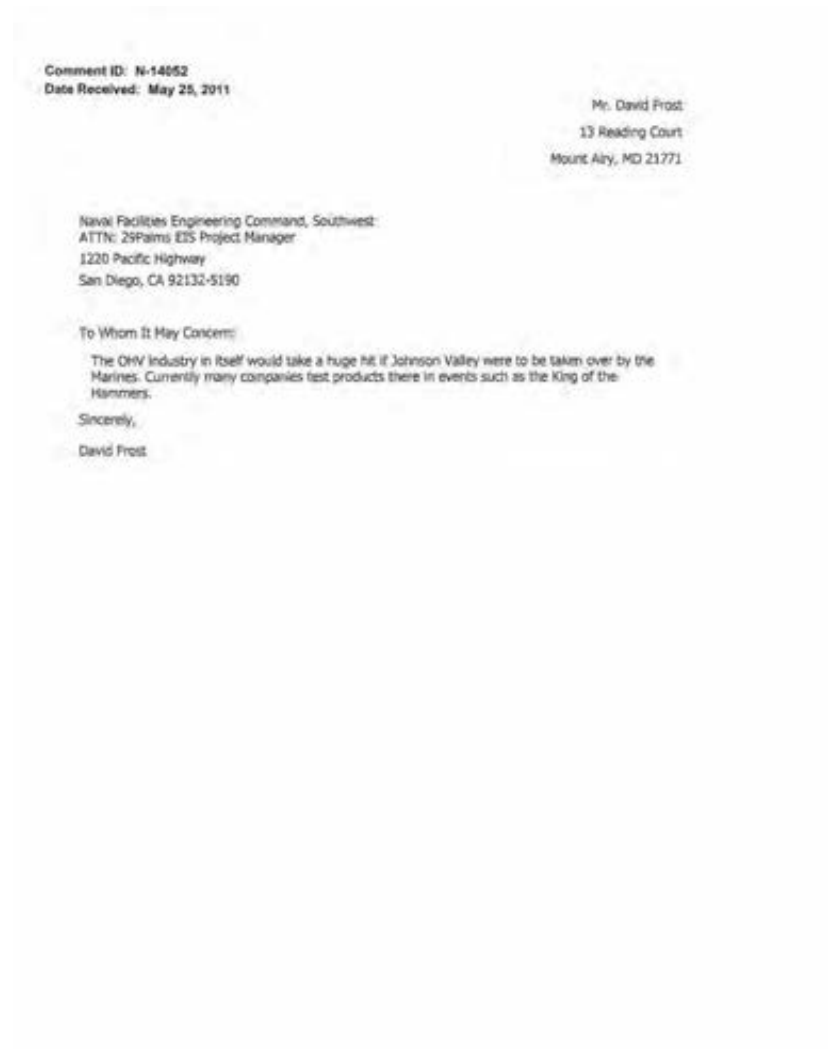 Comment ID: N-14052
Date Received: May 25, 2011
Mr. David Frost
13 Reading Court
Mount Airy, MD 21771
Naval Facilities Engineering Command, Southwest
ATTN: 29Palms EIS Project Manager
1220 Pacific Highway
San Diego, CA 92132-5190
To Whom It May Concern:
The OHV industry in itself would take a huge hit if Johnson Valley were to be taken over by the
Marines. Currently many companies test products there in events such as the King of the
Hammers.
Sincerely,
David Frost